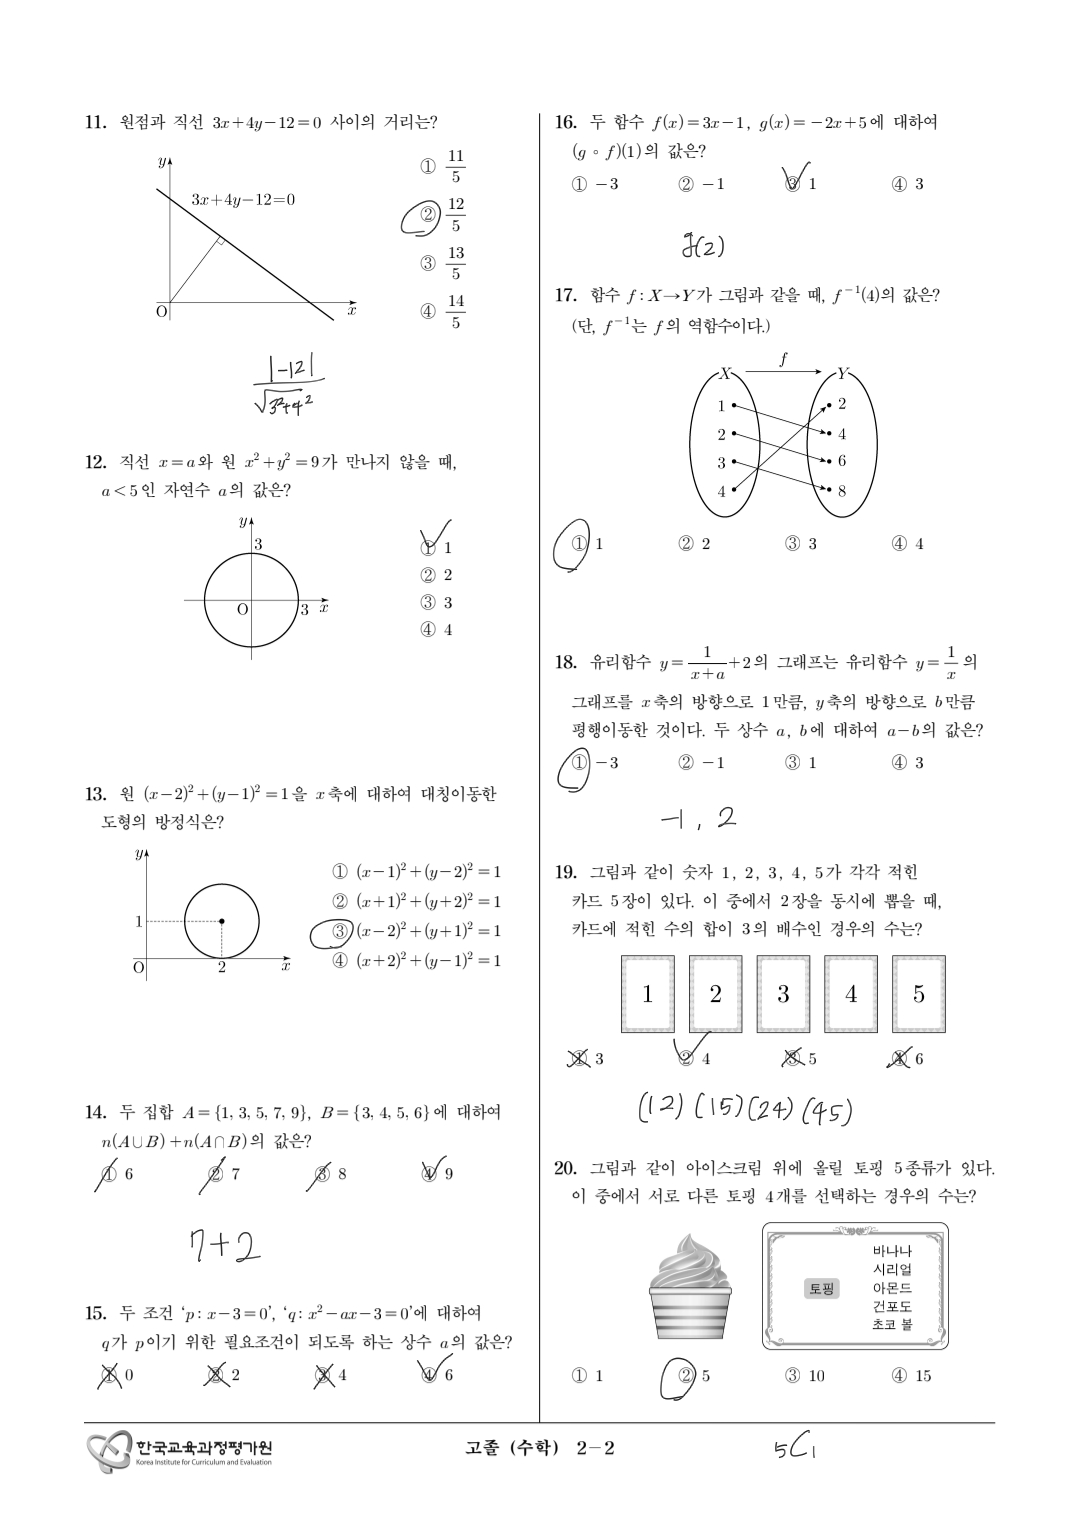 11. 원점과 직선 3x+4y−12=0 사이의 거리는?
y
3x+4y−12=0
O
x
① 11/5
② 12/5
③ 13/5
④ 14/5
|−12|
√3²+4²
12. 직선 x=a와 원 x²+y²=9가 만나지 않을 때,
a<5인 자연수 a의 값은?
y
3
O
3 x
① 1
② 2
③ 3
④ 4
13. 원 (x−2)²+(y−1)²=1을 x축에 대하여 대칭이동한
도형의 방정식은?
y
1
O
2
x
① (x−1)²+(y−2)²=1
② (x+1)²+(y+2)²=1
③ (x−2)²+(y+1)²=1
④ (x+2)²+(y−1)²=1
14. 두 집합 A={1, 3, 5, 7, 9}, B={3, 4, 5, 6}에 대하여
n(A∪B)+n(A∩B)의 값은?
① 6 ② 7 ③ 8 ④ 9
7+2
15. 두 조건 ‘p: x−3=0’, ‘q: x²−ax−3=0’에 대하여
q가 p이기 위한 필요조건이 되도록 하는 상수 a의 값은?
① 0 ② 2 ③ 4 ④ 6
16. 두 함수 f(x)=3x−1, g(x)=−2x+5에 대하여
(g∘f)(1)의 값은?
① −3 ② −1 ③ 1 ④ 3
g(2)
17. 함수 f:X→Y가 그림과 같을 때, f⁻¹(4)의 값은?
(단, f⁻¹는 f의 역함수이다.)
f
X Y
1 2
2 4
3 6
4 8
① 1 ② 2 ③ 3 ④ 4
18. 유리함수 y=1/(x+a)+2의 그래프는 유리함수 y=1/x의
그래프를 x축의 방향으로 1만큼, y축의 방향으로 b만큼
평행이동한 것이다. 두 상수 a, b에 대하여 a−b의 값은?
① −3 ② −1 ③ 1 ④ 3
−1, 2
19. 그림과 같이 숫자 1, 2, 3, 4, 5가 각각 적힌
카드 5장이 있다. 이 중에서 2장을 동시에 뽑을 때,
카드에 적힌 수의 합이 3의 배수인 경우의 수는?
1 2 3 4 5
① 3 ② 4 ③ 5 ④ 6
(12) (15) (24) (45)
20. 그림과 같이 아이스크림 위에 올릴 토핑 5종류가 있다.
이 중에서 서로 다른 토핑 4개를 선택하는 경우의 수는?
토핑
바나나
시리얼
아몬드
건포도
초코 볼
① 1 ② 5 ③ 10 ④ 15
5C1
한국교육과정평가원
Korea Institute for Curriculum and Evaluation
고졸 (수학) 2−2